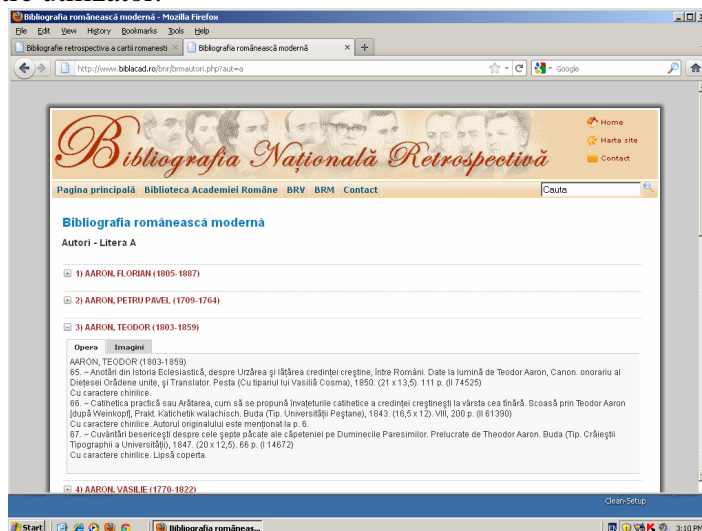 Bibliografia românească modernă - Mozilla Firefox
File Edit View History Bookmarks Tools Help
Bibliografie retrospectiva a cartii romanesti × Bibliografia românească modernă × +
http://www.biblacad.ro/bnr/brmautori.php?aut=a Google
Bibliografia Naţională Retrospectivă
Home
Harta site
Contact
Pagina principală Biblioteca Academiei Române BRV BRM Contact Cauta
Bibliografia românească modernă
Autori - Litera A
1) AARON, FLORIAN (1805-1887)
2) AARON, PETRU PAVEL (1709-1764)
3) AARON, TEODOR (1803-1859)
Opera Imagini
AARON, TEODOR (1803-1859)
65. ~ Anotări din Istoria Eclesiastică, despre Urzărea şi lăţărea credinţei creştine, între Români. Date la lumină de Teodor Aaron, Canon. onorariu al
Dieţesei Orădene unite, şi Translator. Pesta (Cu tipariul lui Vasiliă Cosma), 1850. (21 x 13,5). 111 p. (II 74525)
Cu caractere chirilice.
66. ~ Catihetica practică sau Arătarea, cum să se propună învaţeturile catihetice a credinţei creştineşti la vârsta cea tînără. Scoasă prin Teodor Aaron
[după Weinkopf], Prakt. Katichetik walachisch. Buda (Tip. Universităţii Peştane), 1843. (16,5 x 12). VIII, 200 p. (II 61390)
Cu caractere chirilice. Autorul originalului este menţionat la p. 6.
67. ~ Cuvântări besericeşti despre cele şepte păcate ale căpeteniei pe Duminecile Paresimilor. Prelucrate de Theodor Aaron. Buda (Tip. Crăieştii
Tipographii a Universităţii), 1847. (20 x 12,5). 66 p. (I 14672)
Cu caractere chirilice. Lipsă coperta.
4) AARON, VASILIE (1770-1822)
Clean-Setup
Start Bibliografia româneas... 3:10 PM